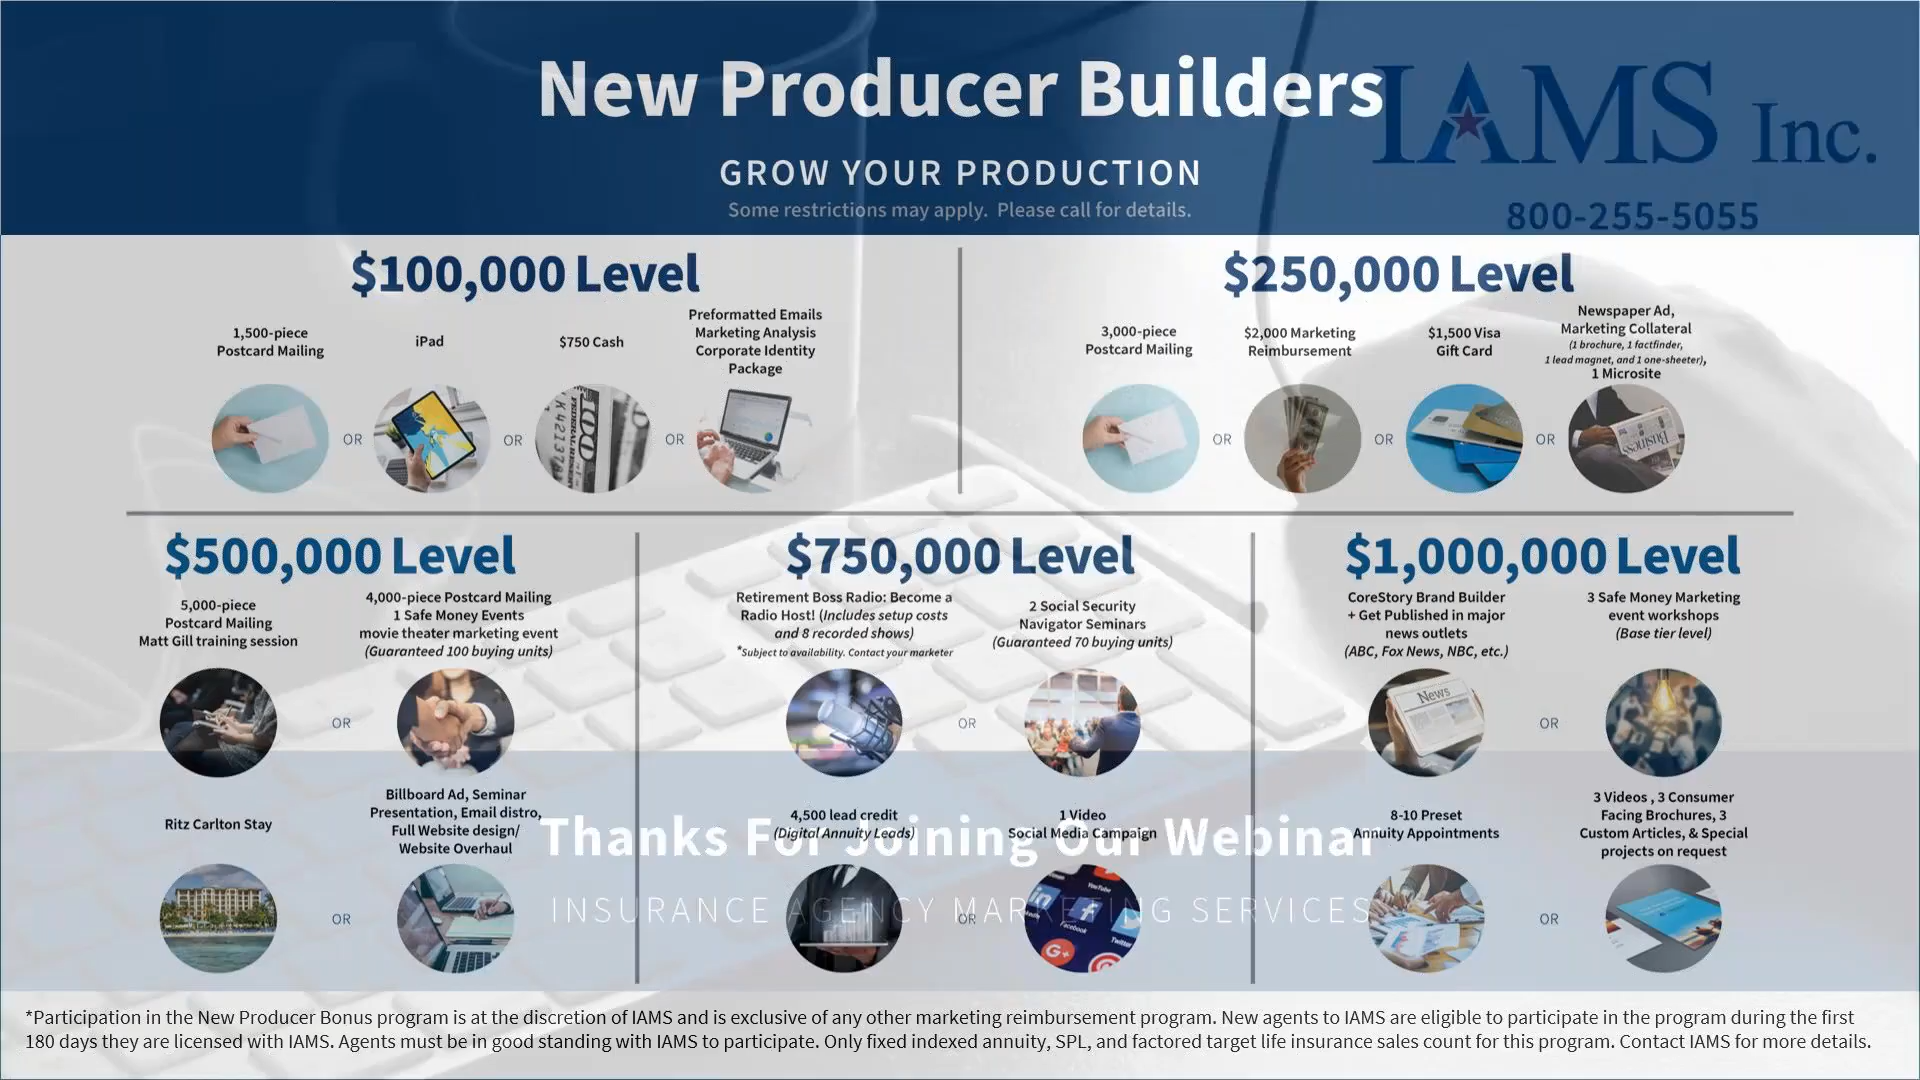 New Producer Builders
IAMS Inc.
GROW YOUR PRODUCTION
Some restrictions may apply. Please call for details.
800-255-5055
$100,000 Level
1,500-piece
Postcard Mailing
OR
iPad
OR
$750 Cash
OR
Preformatted Emails
Marketing Analysis
Corporate Identity
Package
$250,000 Level
3,000-piece
Postcard Mailing
OR
$2,000 Marketing
Reimbursement
OR
$1,500 Visa
Gift Card
OR
Newspaper Ad,
Marketing Collateral
(1 brochure, 1 factfinder,
1 lead magnet, and 1 one-sheeter),
1 Microsite
Business
$500,000 Level
5,000-piece
Postcard Mailing
Matt Gill training session
OR
4,000-piece Postcard Mailing
1 Safe Money Events
movie theater marketing event
(Guaranteed 100 buying units)
Ritz Carlton Stay
OR
Billboard Ad, Seminar
Presentation, Email distro,
Full Website design/
Website Overhaul
$750,000 Level
Retirement Boss Radio: Become a
Radio Host! (Includes setup costs
and 8 recorded shows)
*Subject to availability. Contact your marketer
OR
2 Social Security
Navigator Seminars
(Guaranteed 70 buying units)
4,500 lead credit
(Digital Annuity Leads)
OR
1 Video
Social Media Campaign
YouTube
in
Facebook
Twitter
G+
$1,000,000 Level
CoreStory Brand Builder
+ Get Published in major
news outlets
(ABC, Fox News, NBC, etc.)
News
OR
3 Safe Money Marketing
event workshops
(Base tier level)
8-10 Preset
Annuity Appointments
OR
3 Videos , 3 Consumer
Facing Brochures, 3
Custom Articles, & Special
projects on request
Thanks For Joining Our Webinar
INSURANCE AGENCY MARKETING SERVICES
*Participation in the New Producer Bonus program is at the discretion of IAMS and is exclusive of any other marketing reimbursement program. New agents to IAMS are eligible to participate in the program during the first
180 days they are licensed with IAMS. Agents must be in good standing with IAMS to participate. Only fixed indexed annuity, SPL, and factored target life insurance sales count for this program. Contact IAMS for more details.